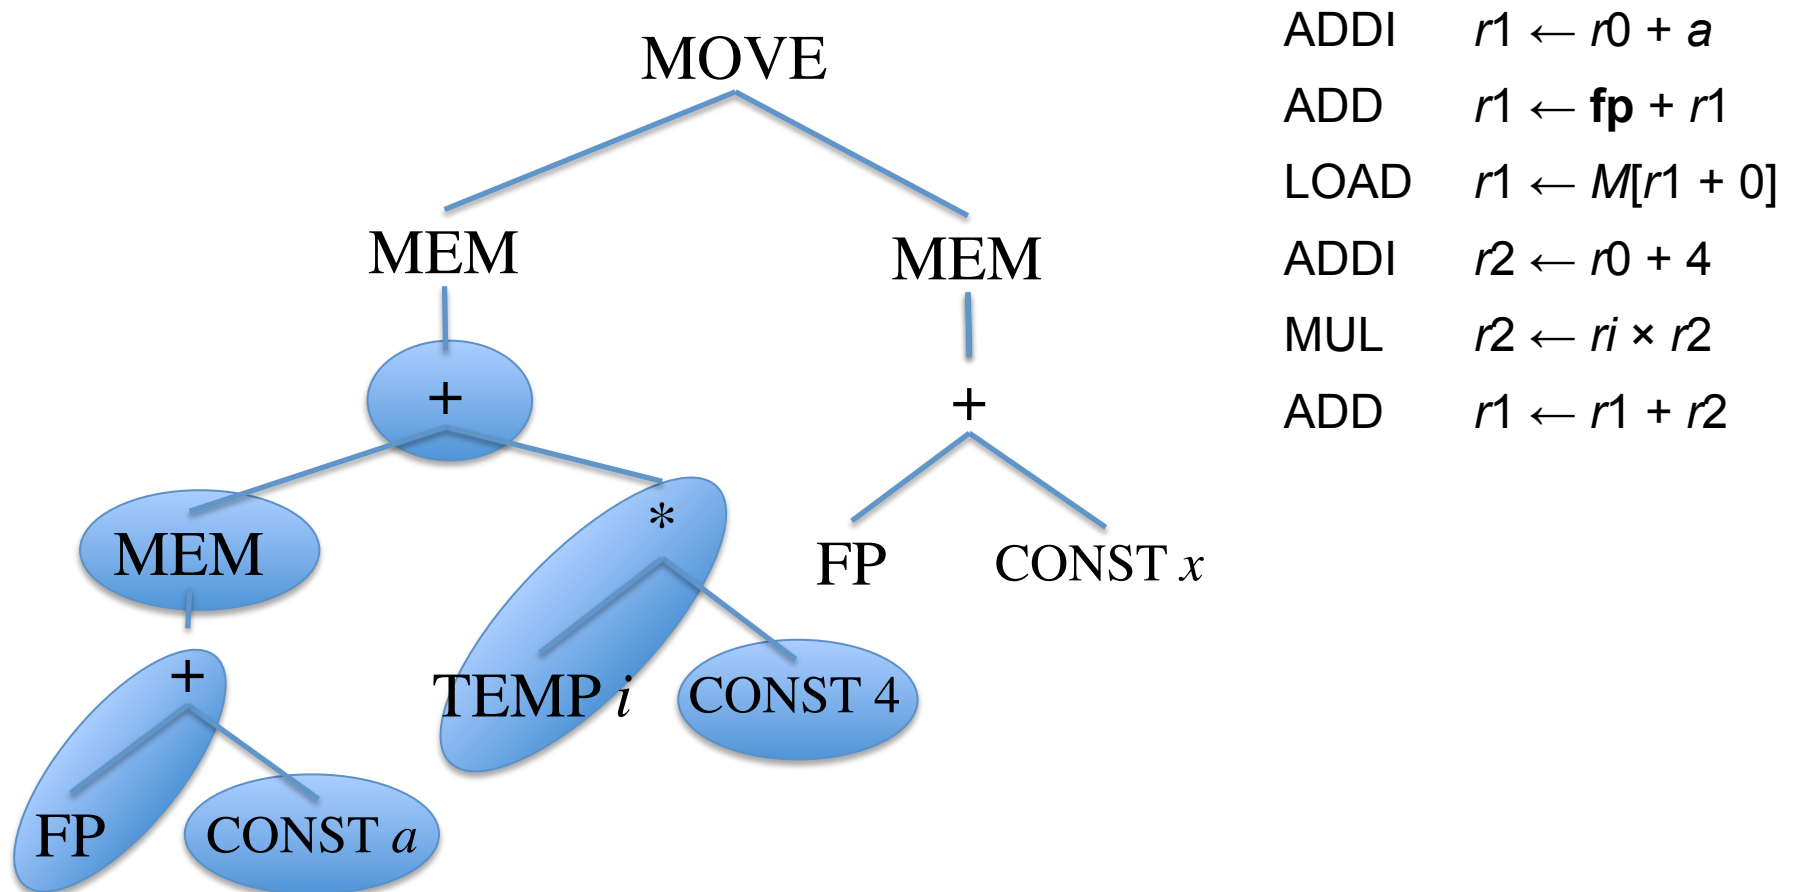 MOVE
MEM
MEM
+
+
MEM
*
FP
CONST x
+
TEMP i
CONST 4
FP
CONST a
ADDI r1 ← r0 + a
ADD r1 ← fp + r1
LOAD r1 ← M[r1 + 0]
ADDI r2 ← r0 + 4
MUL r2 ← ri × r2
ADD r1 ← r1 + r2